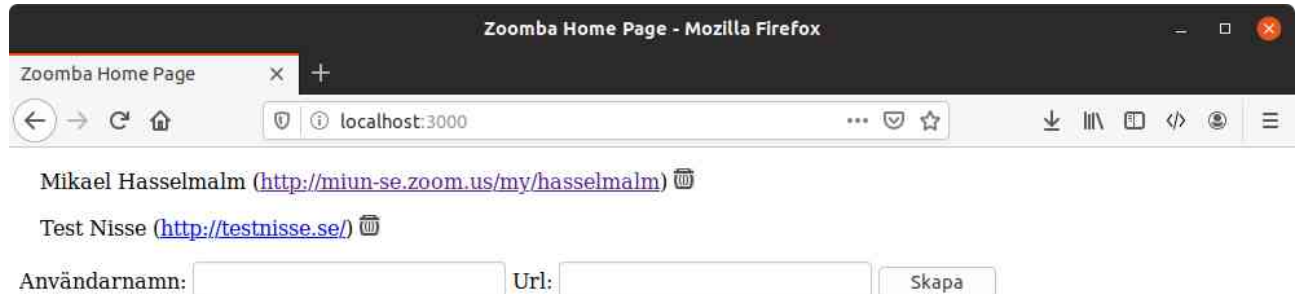 Zoomba Home Page - Mozilla Firefox
Zoomba Home Page
localhost:3000
Mikael Hasselmalm (http://miun-se.zoom.us/my/hasselmalm)
Test Nisse (http://testnisse.se/)
Användarnamn: Url: Skapa